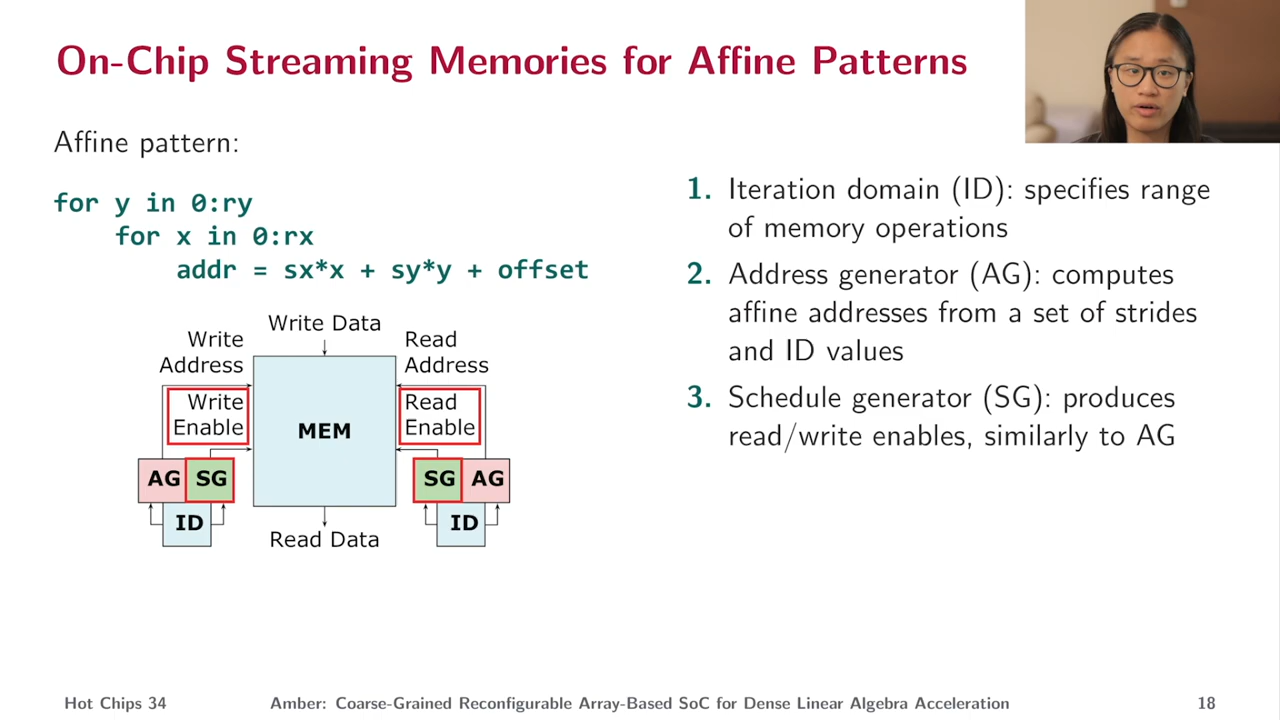 On-Chip Streaming Memories for Affine Patterns
Affine pattern:
for y in 0:ry
for x in 0:rx
addr = sx*x + sy*y + offset
Write Data
Write
Address
Read
Address
Write
Enable
Read
Enable
MEM
AG
SG
SG
AG
ID
ID
Read Data
1. Iteration domain (ID): specifies range
of memory operations
2. Address generator (AG): computes
affine addresses from a set of strides
and ID values
3. Schedule generator (SG): produces
read/write enables, similarly to AG
Hot Chips 34
Amber: Coarse-Grained Reconfigurable Array-Based SoC for Dense Linear Algebra Acceleration
18